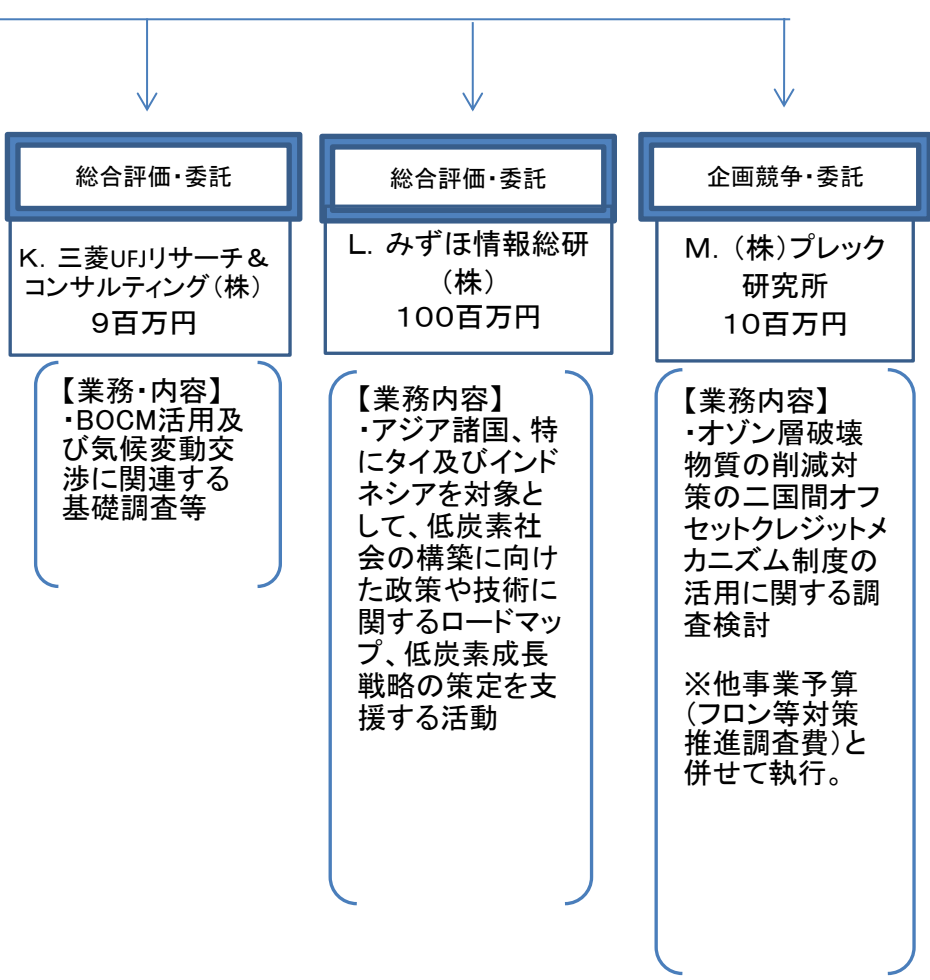 総合評価・委託
K. 三菱UFJリサーチ＆
コンサルティング（株）
９百万円
【業務・内容】
・BOCM活用及
び気候変動交
渉に関連する
基礎調査等
総合評価・委託
L. みずほ情報総研
（株）
１００百万円
【業務内容】
・アジア諸国、特
にタイ及びインド
ネシアを対象と
して、低炭素社
会の構築に向け
た政策や技術に
関するロードマッ
プ、低炭素成長
戦略の策定を支
援する活動
企画競争・委託
M. （株）プレック
研究所
１０百万円
【業務内容】
・オゾン層破壊
物質の削減対
策の二国間オフ
セットクレジットメ
カニズム制度の
活用に関する調
査検討
※他事業予算
（フロン等対策
推進調査費）と
併せて執行。